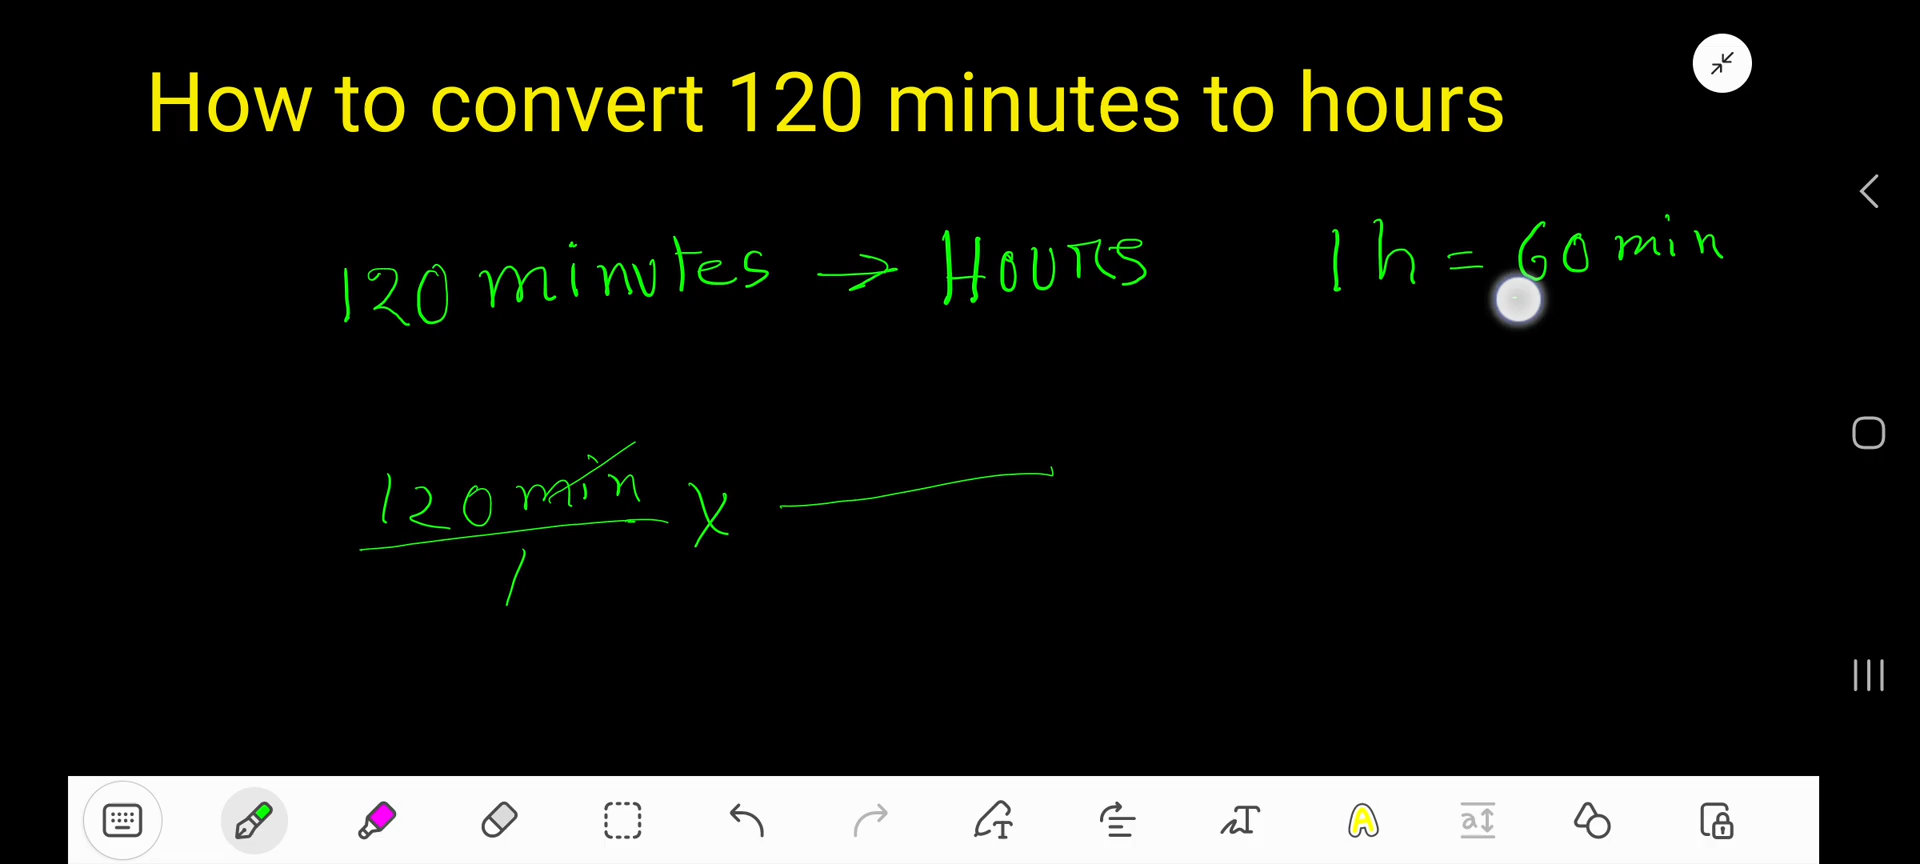 How to convert 120 minutes to hours
120 minutes → Hours 1 h = 60 min
120 min X
1